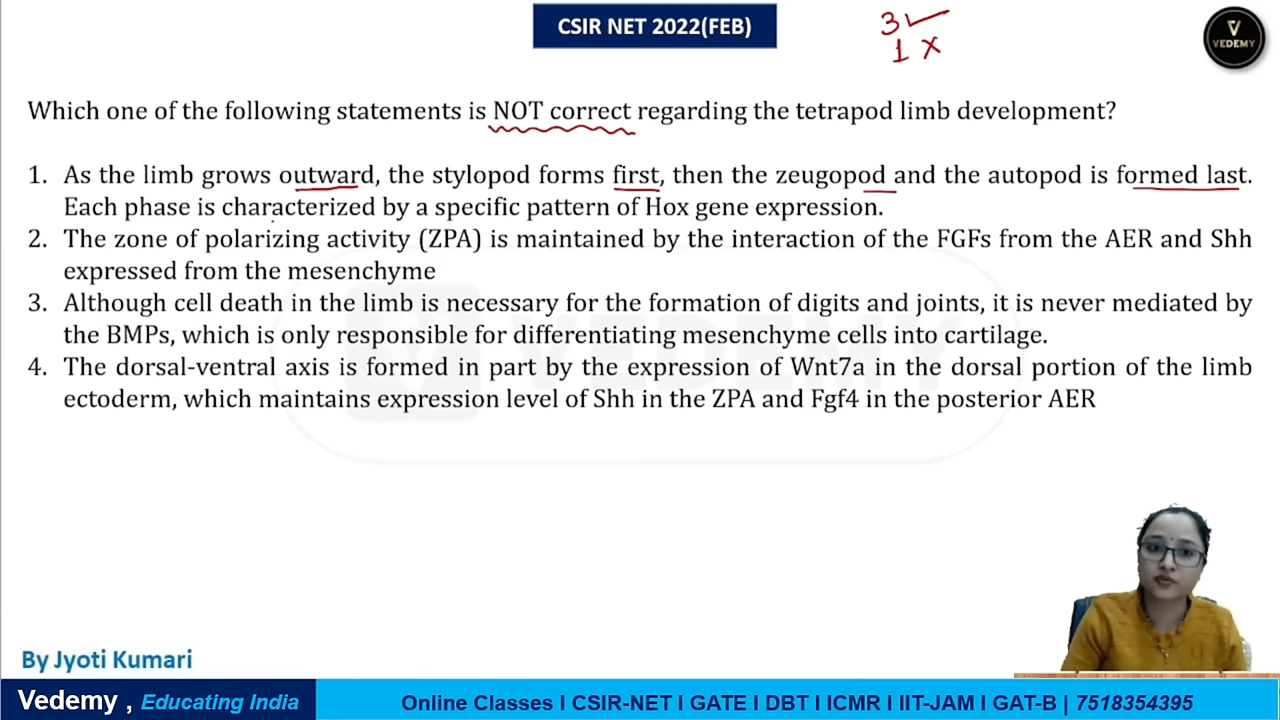 CSIR NET 2022(FEB)
3 ✓
1 X
V
VEDEMY
Which one of the following statements is NOT correct regarding the tetrapod limb development?
1. As the limb grows outward, the stylopod forms first, then the zeugopod and the autopod is formed last.
Each phase is characterized by a specific pattern of Hox gene expression.
2. The zone of polarizing activity (ZPA) is maintained by the interaction of the FGFs from the AER and Shh
expressed from the mesenchyme
3. Although cell death in the limb is necessary for the formation of digits and joints, it is never mediated by
the BMPs, which is only responsible for differentiating mesenchyme cells into cartilage.
4. The dorsal-ventral axis is formed in part by the expression of Wnt7a in the dorsal portion of the limb
ectoderm, which maintains expression level of Shh in the ZPA and Fgf4 in the posterior AER
VEDEMY
By Jyoti Kumari
Vedemy , Educating India
Online Classes I CSIR-NET I GATE I DBT I ICMR I IIT-JAM I GAT-B | 7518354395